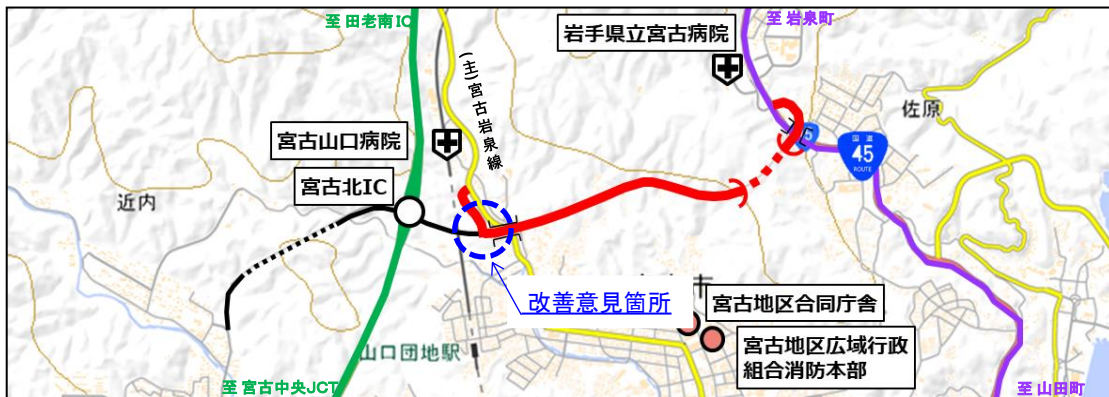 至 田老南IC
至 岩泉町
岩手県立宮古病院
(主)宮古岩泉線
佐原
国道
45
ROUTE
宮古山口病院
宮古北IC
近内
改善意見箇所
市
宮古地区合同庁舎
宮古地区広域行政
組合消防本部
山口団地駅
至 宮古中央JCT
至 山田町